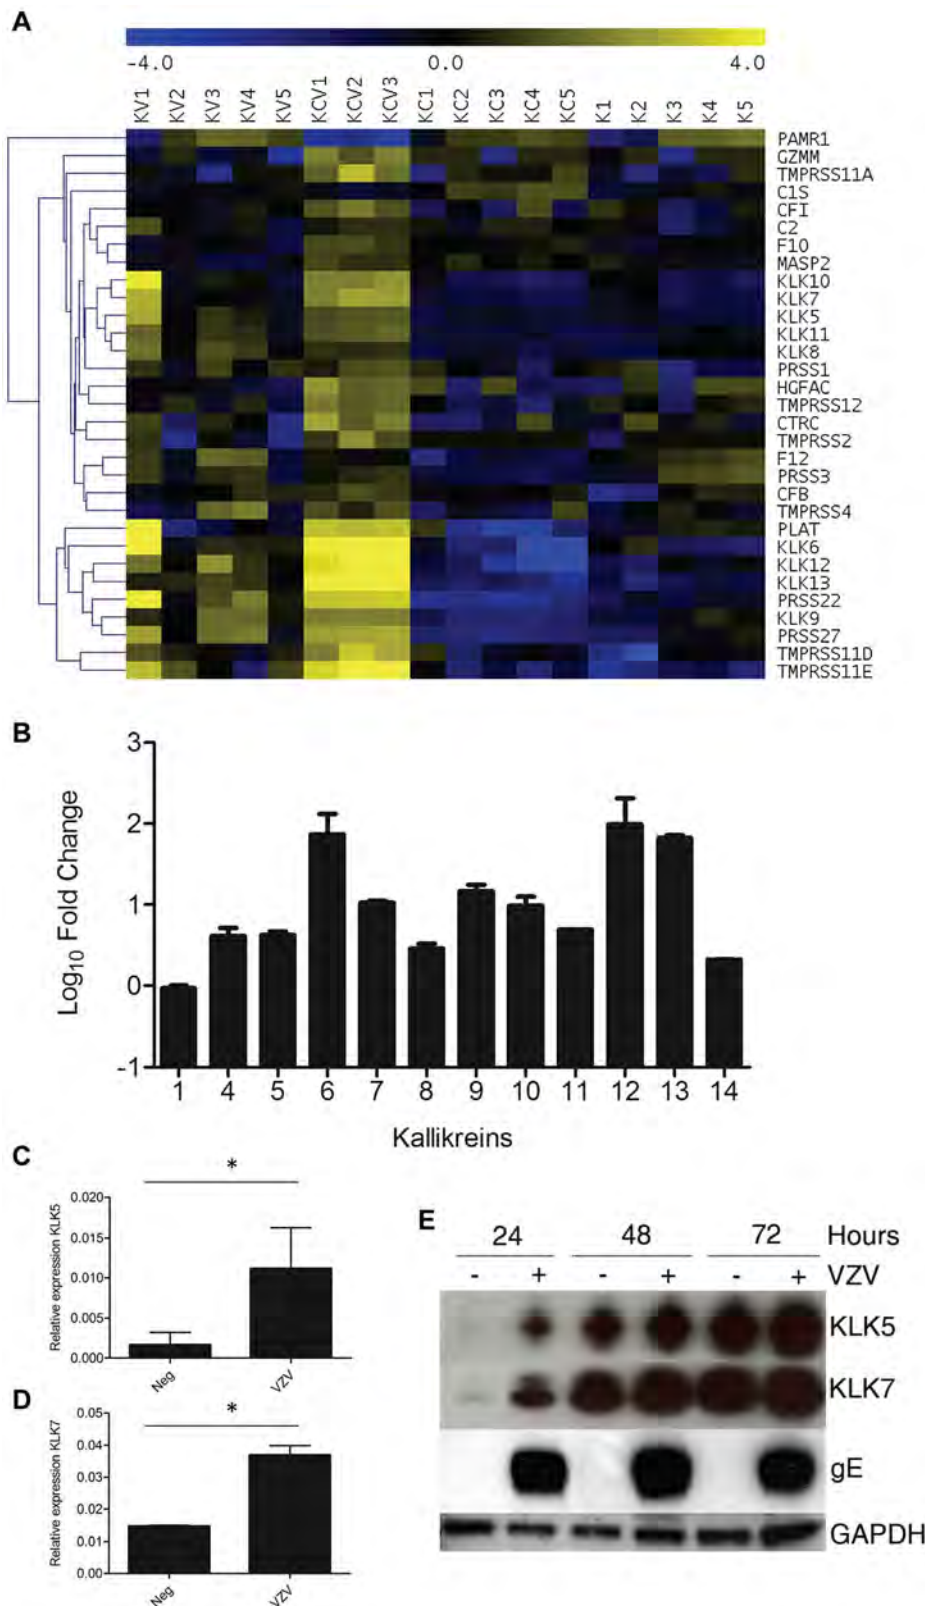 A
-4.0 0.0 4.0
KV1 KV2 KV3 KV4 KV5 KCV1 KCV2 KCV3 KC1 KC2 KC3 KC4 KC5 K1 K2 K3 K4 K5
PAMR1
GZMM
TMPRSS11A
C1S
CFI
C2
F10
MASP2
KLK10
KLK7
KLK5
KLK11
KLK8
PRSS1
HGFAC
TMPRSS12
CTRC
TMPRSS2
F12
PRSS3
CFB
TMPRSS4
PLAT
KLK6
KLK12
KLK13
PRSS22
KLK9
PRSS27
TMPRSS11D
TMPRSS11E
B
Log10 Fold Change
3
2
1
0
-1
1 4 5 6 7 8 9 10 11 12 13 14
Kallikreins
C
*
Relative expression KLK5
0.020
0.015
0.010
0.005
0.000
Neg VZV
D
*
Relative expression KLK7
0.05
0.04
0.03
0.02
0.01
0.00
Neg VZV
E
24 48 72 Hours
- + - + - + VZV
KLK5
KLK7
gE
GAPDH